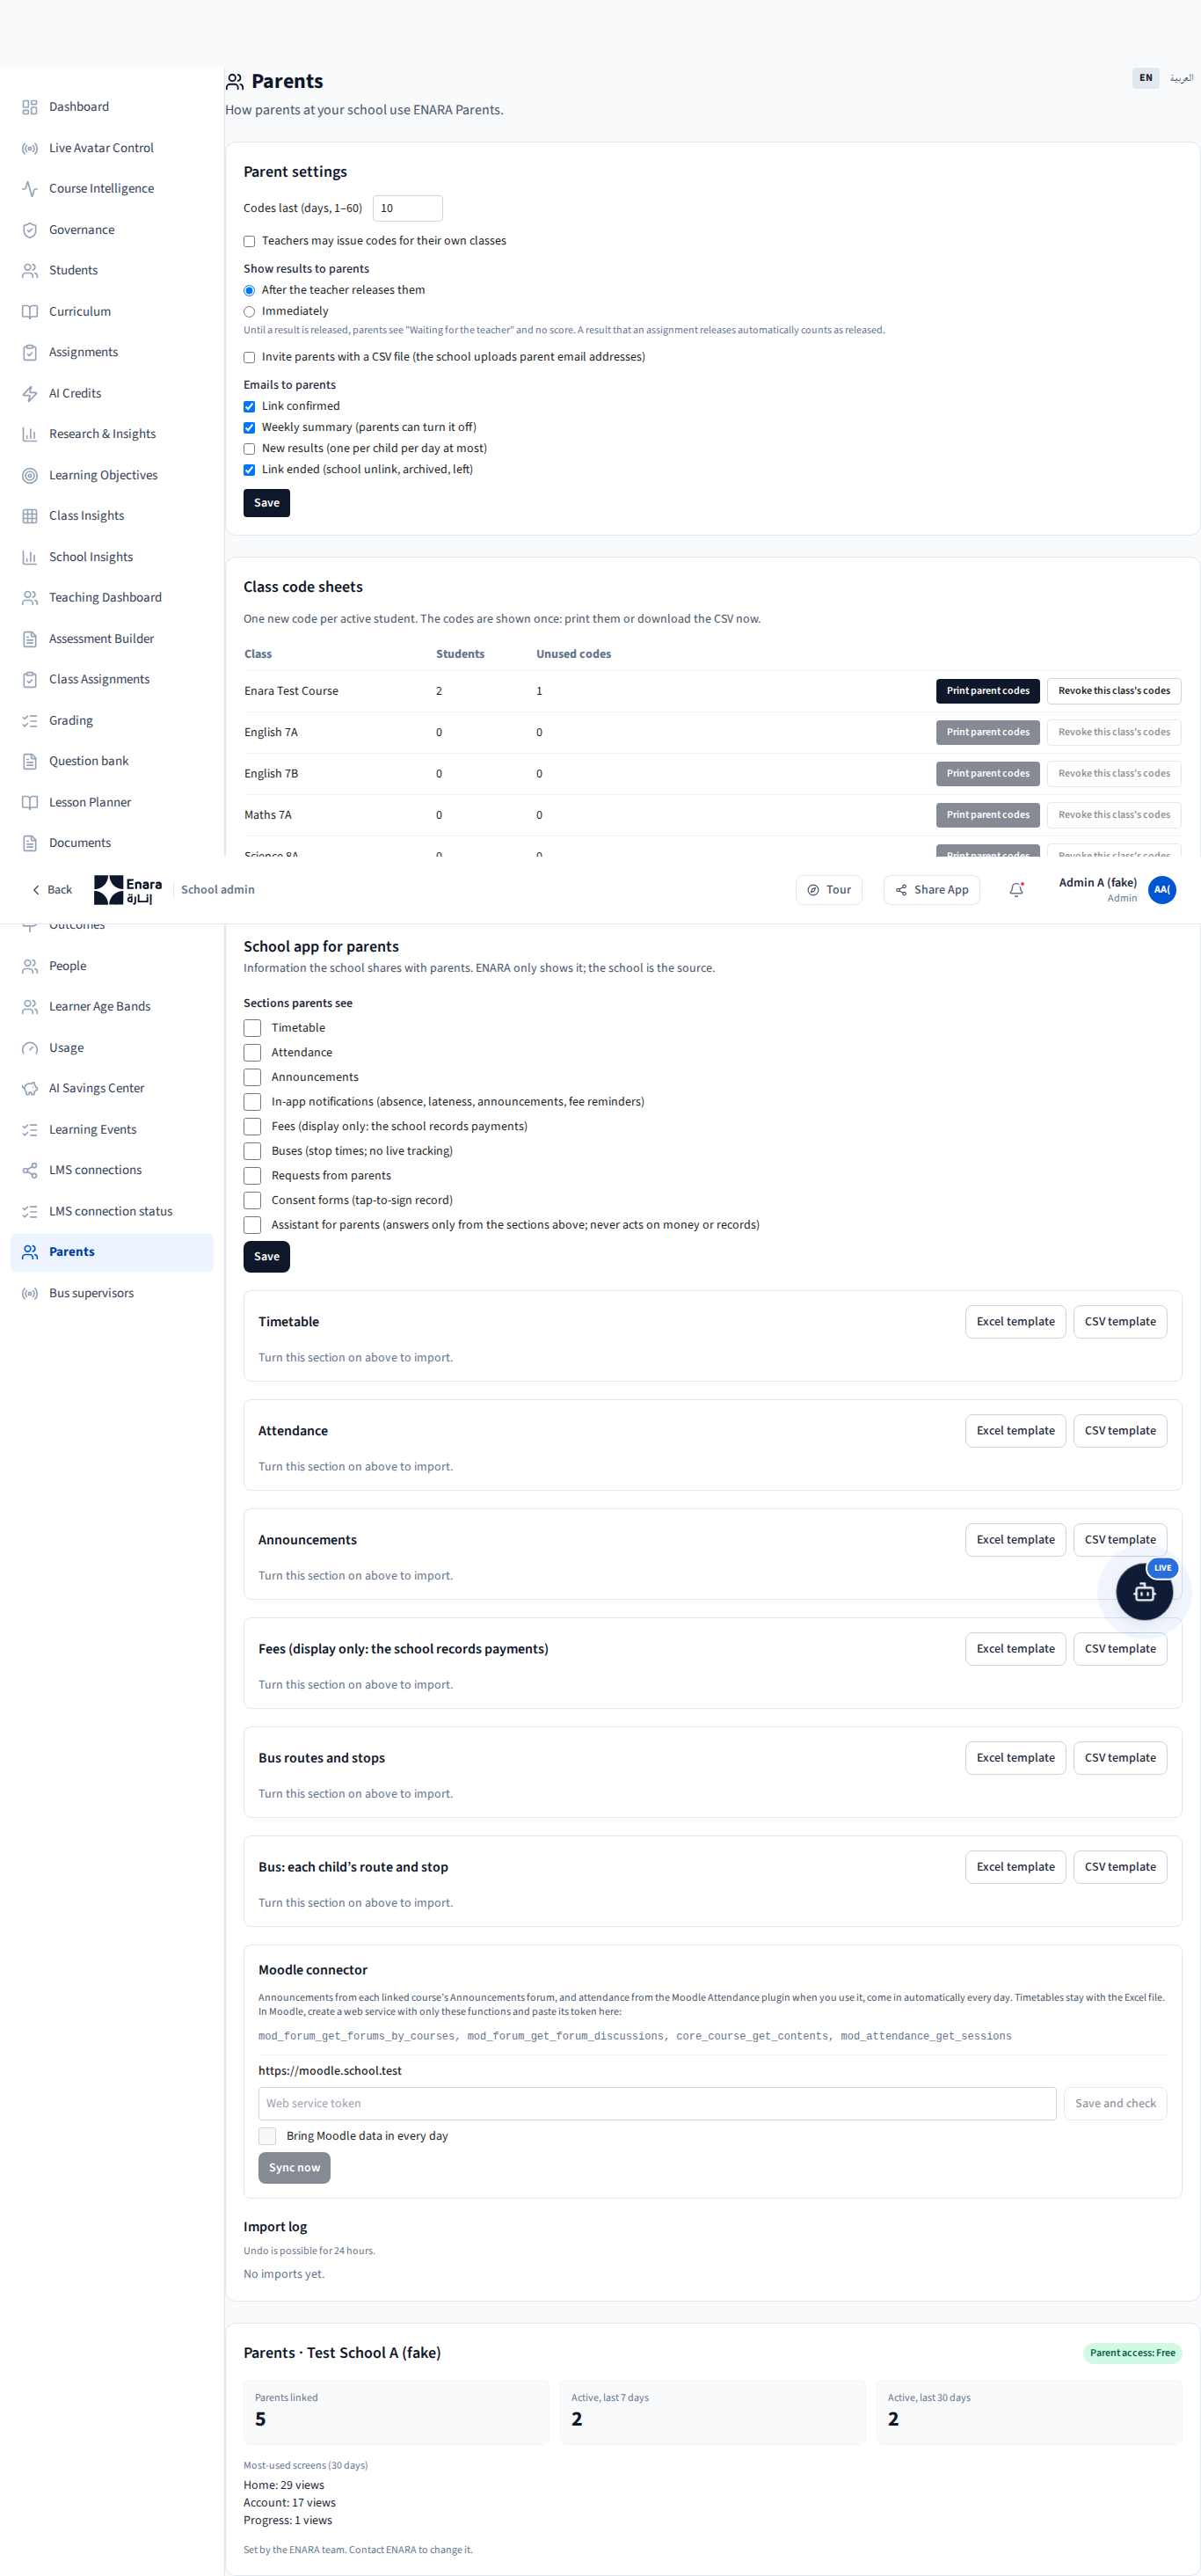 Parents
EN
العربية
How parents at your school use ENARA Parents.
Dashboard
Live Avatar Control
Course Intelligence
Governance
Students
Curriculum
Assignments
AI Credits
Research & Insights
Learning Objectives
Class Insights
School Insights
Teaching Dashboard
Assessment Builder
Class Assignments
Grading
Question bank
Lesson Planner
Documents
Parent settings
Codes last (days, 1–60)
10
Teachers may issue codes for their own classes
Show results to parents
After the teacher releases them
Immediately
Until a result is released, parents see "Waiting for the teacher" and no score. A result that an assignment releases automatically counts as released.
Invite parents with a CSV file (the school uploads parent email addresses)
Emails to parents
Link confirmed
Weekly summary (parents can turn it off)
New results (one per child per day at most)
Link ended (school unlink, archived, left)
Save
Class code sheets
One new code per active student. The codes are shown once: print them or download the CSV now.
Class Students Unused codes
Enara Test Course 2 1 Print parent codes Revoke this class's codes
English 7A 0 0 Print parent codes Revoke this class's codes
English 7B 0 0 Print parent codes Revoke this class's codes
Maths 7A 0 0 Print parent codes Revoke this class's codes
Science 8A 0 0 Print parent codes Revoke this class's codes
Back
Enara
إنارة
School admin
Tour
Share App
Admin A (fake)
Admin
AA(
Outcomes
People
Learner Age Bands
Usage
AI Savings Center
Learning Events
LMS connections
LMS connection status
Parents
Bus supervisors
School app for parents
Information the school shares with parents. ENARA only shows it; the school is the source.
Sections parents see
Timetable
Attendance
Announcements
In-app notifications (absence, lateness, announcements, fee reminders)
Fees (display only: the school records payments)
Buses (stop times; no live tracking)
Requests from parents
Consent forms (tap-to-sign record)
Assistant for parents (answers only from the sections above; never acts on money or records)
Save
Timetable Excel template CSV template
Turn this section on above to import.
Attendance Excel template CSV template
Turn this section on above to import.
Announcements Excel template CSV template
Turn this section on above to import.
LIVE
Fees (display only: the school records payments) Excel template CSV template
Turn this section on above to import.
Bus routes and stops Excel template CSV template
Turn this section on above to import.
Bus: each child's route and stop Excel template CSV template
Turn this section on above to import.
Moodle connector
Announcements from each linked course's Announcements forum, and attendance from the Moodle Attendance plugin when you use it, come in automatically every day. Timetables stay with the Excel file.
In Moodle, create a web service with only these functions and paste its token here:
mod_forum_get_forums_by_courses, mod_forum_get_forum_discussions, core_course_get_contents, mod_attendance_get_sessions
https://moodle.school.test
Web service token Save and check
Bring Moodle data in every day
Sync now
Import log
Undo is possible for 24 hours.
No imports yet.
Parents · Test School A (fake) Parent access: Free
Parents linked Active, last 7 days Active, last 30 days
5 2 2
Most-used screens (30 days)
Home: 29 views
Account: 17 views
Progress: 1 views
Set by the ENARA team. Contact ENARA to change it.